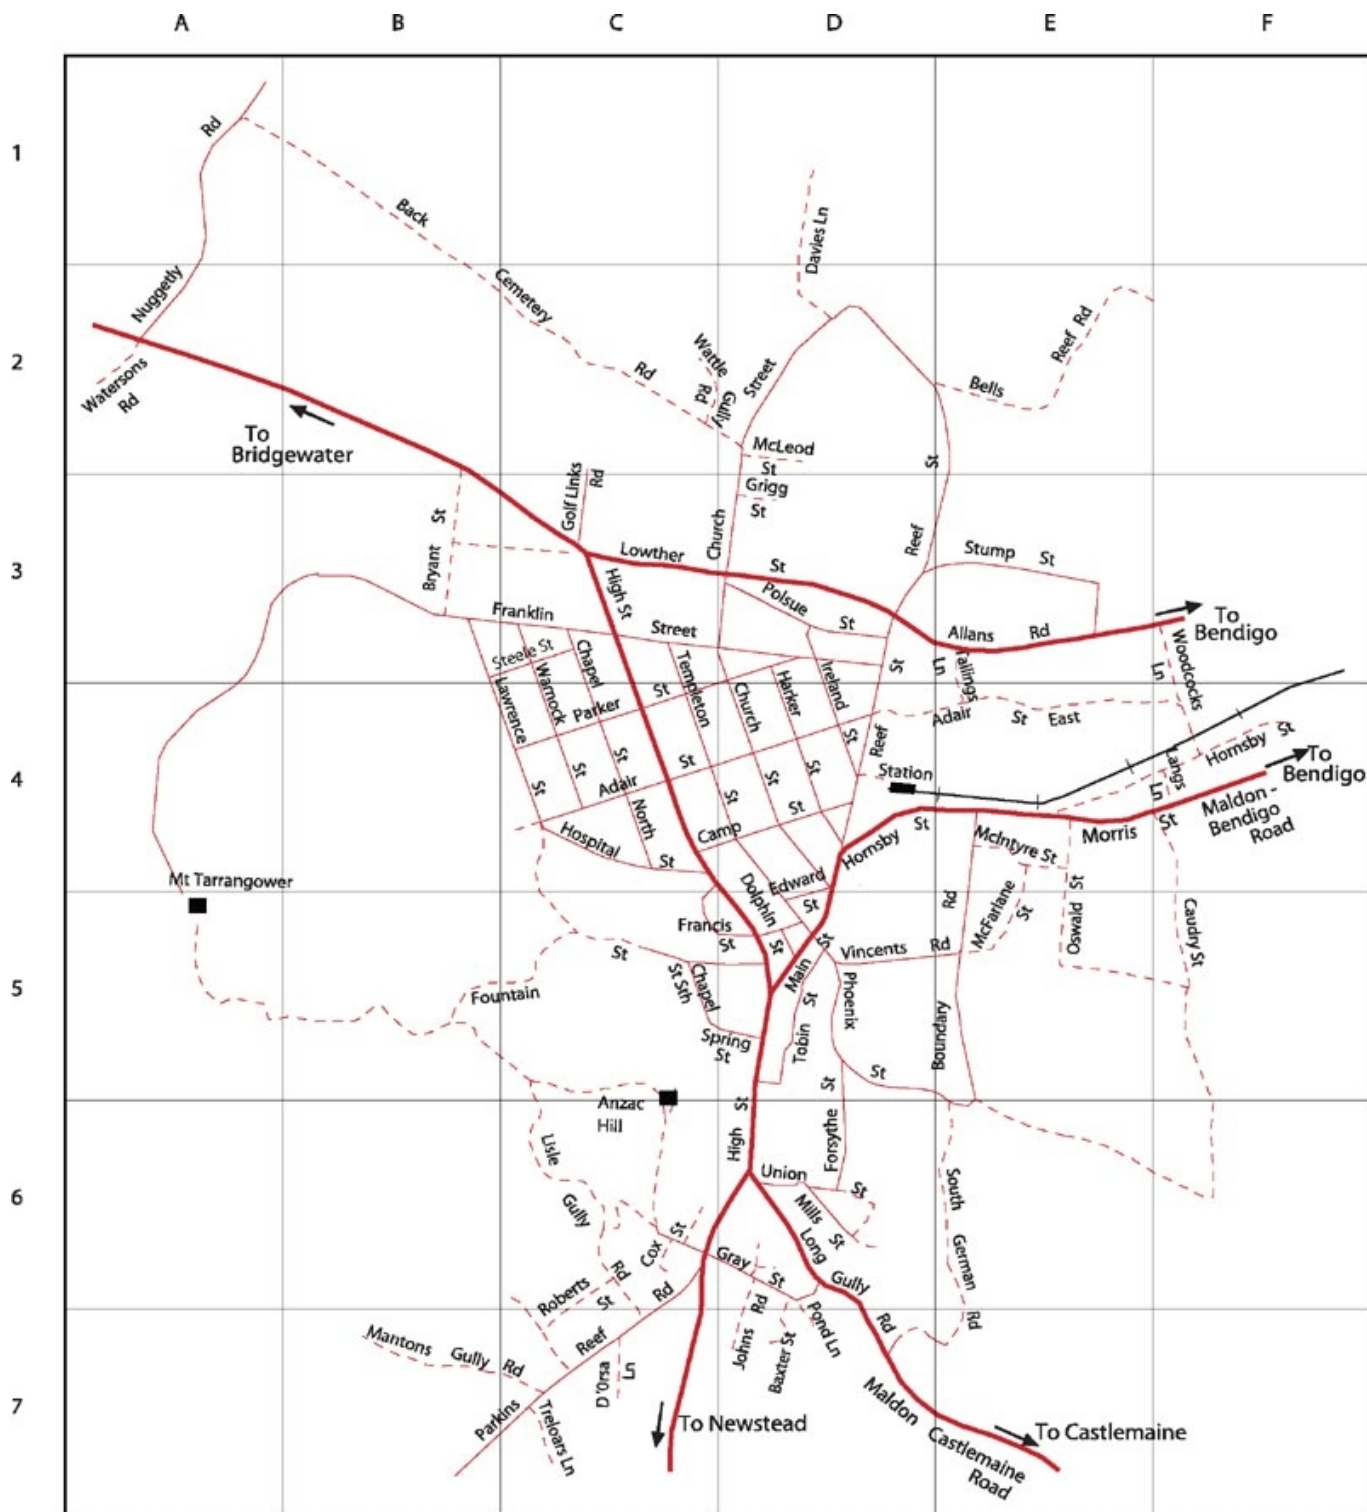 A B C D E F
1
Rd
Back
Davies Ln
Nuggetly
Cemetery
2
Reef Rd
Wattle
Gully
Rd
Street
Rd
Watersons
Rd
Bells
To
Bridgewater
McLeod
St
St
Golf Links
Rd
Grigg
St
St
Church
Reef
3
Bryant
Lowther
St
Stump St
High St
Polsue
St
Franklin
Street
Allans Rd
To
Bendigo
Steele St
Chapel
Templeton
St
Ireland
St
Ln
Tailings
Ln
Woodcocks
Lawrence
Warnock
Parker
St
Church
Harker
Adair
St East
Reef
St
Hornsby St
4
St
St
St
Adair
St
St
St
St
Station
Langs
Ln
To
Bendigo
North
St
St
Maldon -
Bendigo
Road
Hospital
St
Camp
Hornsby
St
McIntyre St
Morris
St
Mt Tarrangower
Dolphin
St
Edward
St
Rd
McFarlane
St
Oswald St
Caudry St
Francis
St
Main
St
Vincents Rd
St
5
Fountain
Chapel
St Sth
St
Phoenix
Spring
St
Tobin
Boundary
St
St
Anzac
Hill
High
St
Forsythe
Lisle
Union
St
South
6
Gully
Mills
St
Cox
St
Long
Gray
St
Gully
German
Roberts
St
Rd
Rd
Rd
Rd
Rd
Pond Ln
Johns
Baxter St
Mantons Gully Rd
Reef
G'Orsa
Ln
7
Maldon
Parkins
Treloars Ln
To Newstead
Castlemaine
Road
To Castlemaine